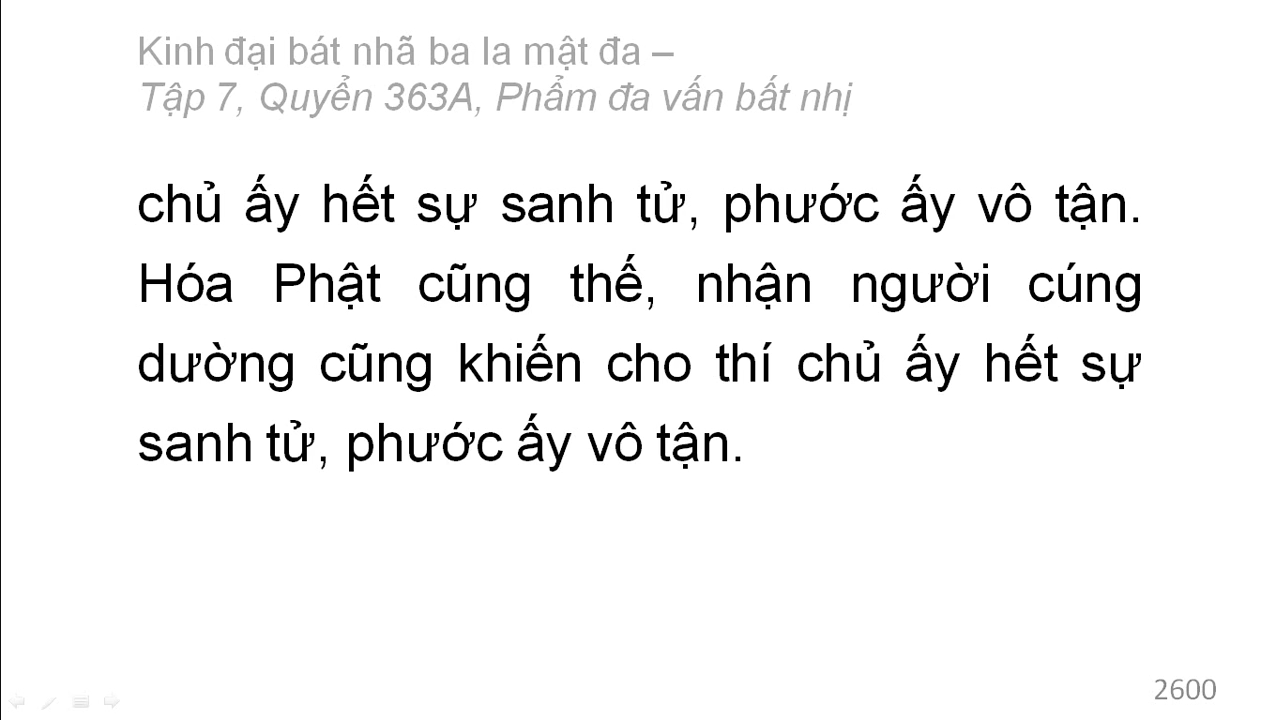 Kinh đại bát nhã ba la mật đa –
Tập 7, Quyển 363A, Phẩm đa vấn bất nhị
chủ ấy hết sự sanh tử, phước ấy vô tận.
Hóa Phật cũng thế, nhận người cúng
dường cũng khiến cho thí chủ ấy hết sự
sanh tử, phước ấy vô tận.
2600